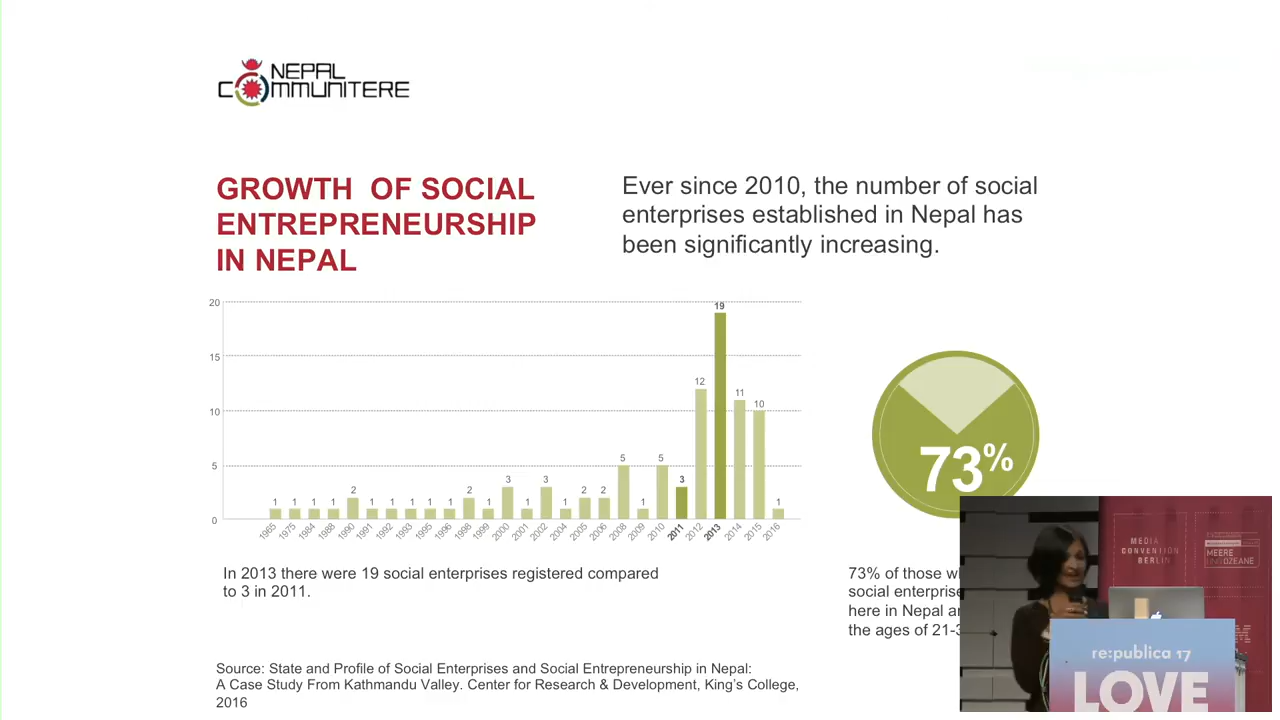 NEPAL
COMMUNITERE
GROWTH OF SOCIAL
ENTREPRENEURSHIP
IN NEPAL
Ever since 2010, the number of social
enterprises established in Nepal has
been significantly increasing.
20
15
10
5
0
1 1 1 1 2 1 1 1 1 1 2 1 3 1 3 1 2 2 5 1 5 3 12 19 11 10 1
1965 1975 1984 1988 1990 1991 1992 1993 1995 1996 1998 1999 2000 2001 2002 2004 2005 2006 2008 2009 2010 2011 2012 2013 2014 2015 2016
73%
In 2013 there were 19 social enterprises registered compared
to 3 in 2011.
73% of those
social enterprise
here in Nepal
the ages of 21-3
Source: State and Profile of Social Enterprises and Social Entrepreneurship in Nepal:
A Case Study From Kathmandu Valley. Center for Research & Development, King's College,
2016
MEDIA
CONVENTION
BERLIN
MEERE
UND OZEANE
re:publica 17
LOVE